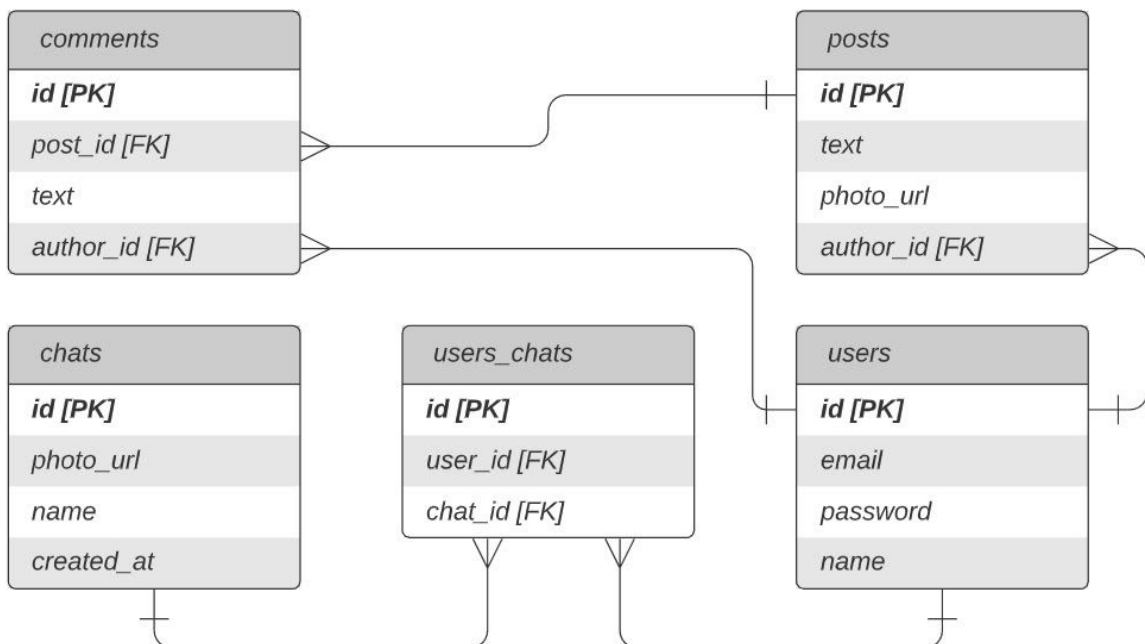 comments
id [PK]
post_id [FK]
text
author_id [FK]
posts
id [PK]
text
photo_url
author_id [FK]
chats
id [PK]
photo_url
name
created_at
users_chats
id [PK]
user_id [FK]
chat_id [FK]
users
id [PK]
email
password
name